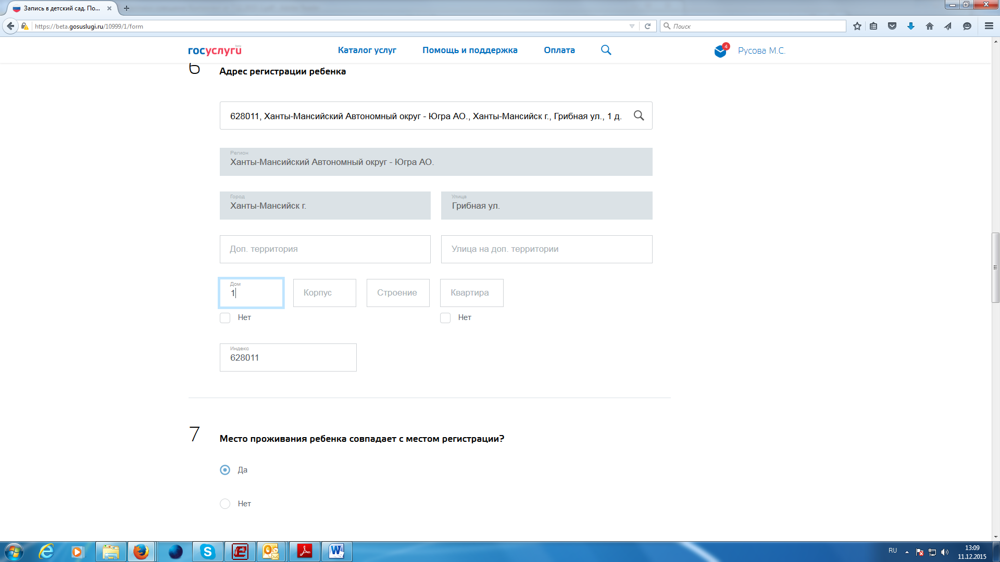 Запись в детский сад. По...
https://beta.gosuslugi.ru/10999/1/form
Поиск
госуслуги
beta
Каталог услуг
Помощь и поддержка
Оплата
4
Русова М.С.
6
Адрес регистрации ребенка
628011, Ханты-Мансийский Автономный округ - Югра АО., Ханты-Мансийск г., Грибная ул., 1 д.
Регион
Ханты-Мансийский Автономный округ - Югра АО.
Город
Ханты-Мансийск г.
Улица
Грибная ул.
Доп. территория
Улица на доп. территории
Дом
1
Корпус
Строение
Квартира
Нет
Нет
Индекс
628011
7
Место проживания ребенка совпадает с местом регистрации?
Да
Нет
RU
13:09
11.12.2015